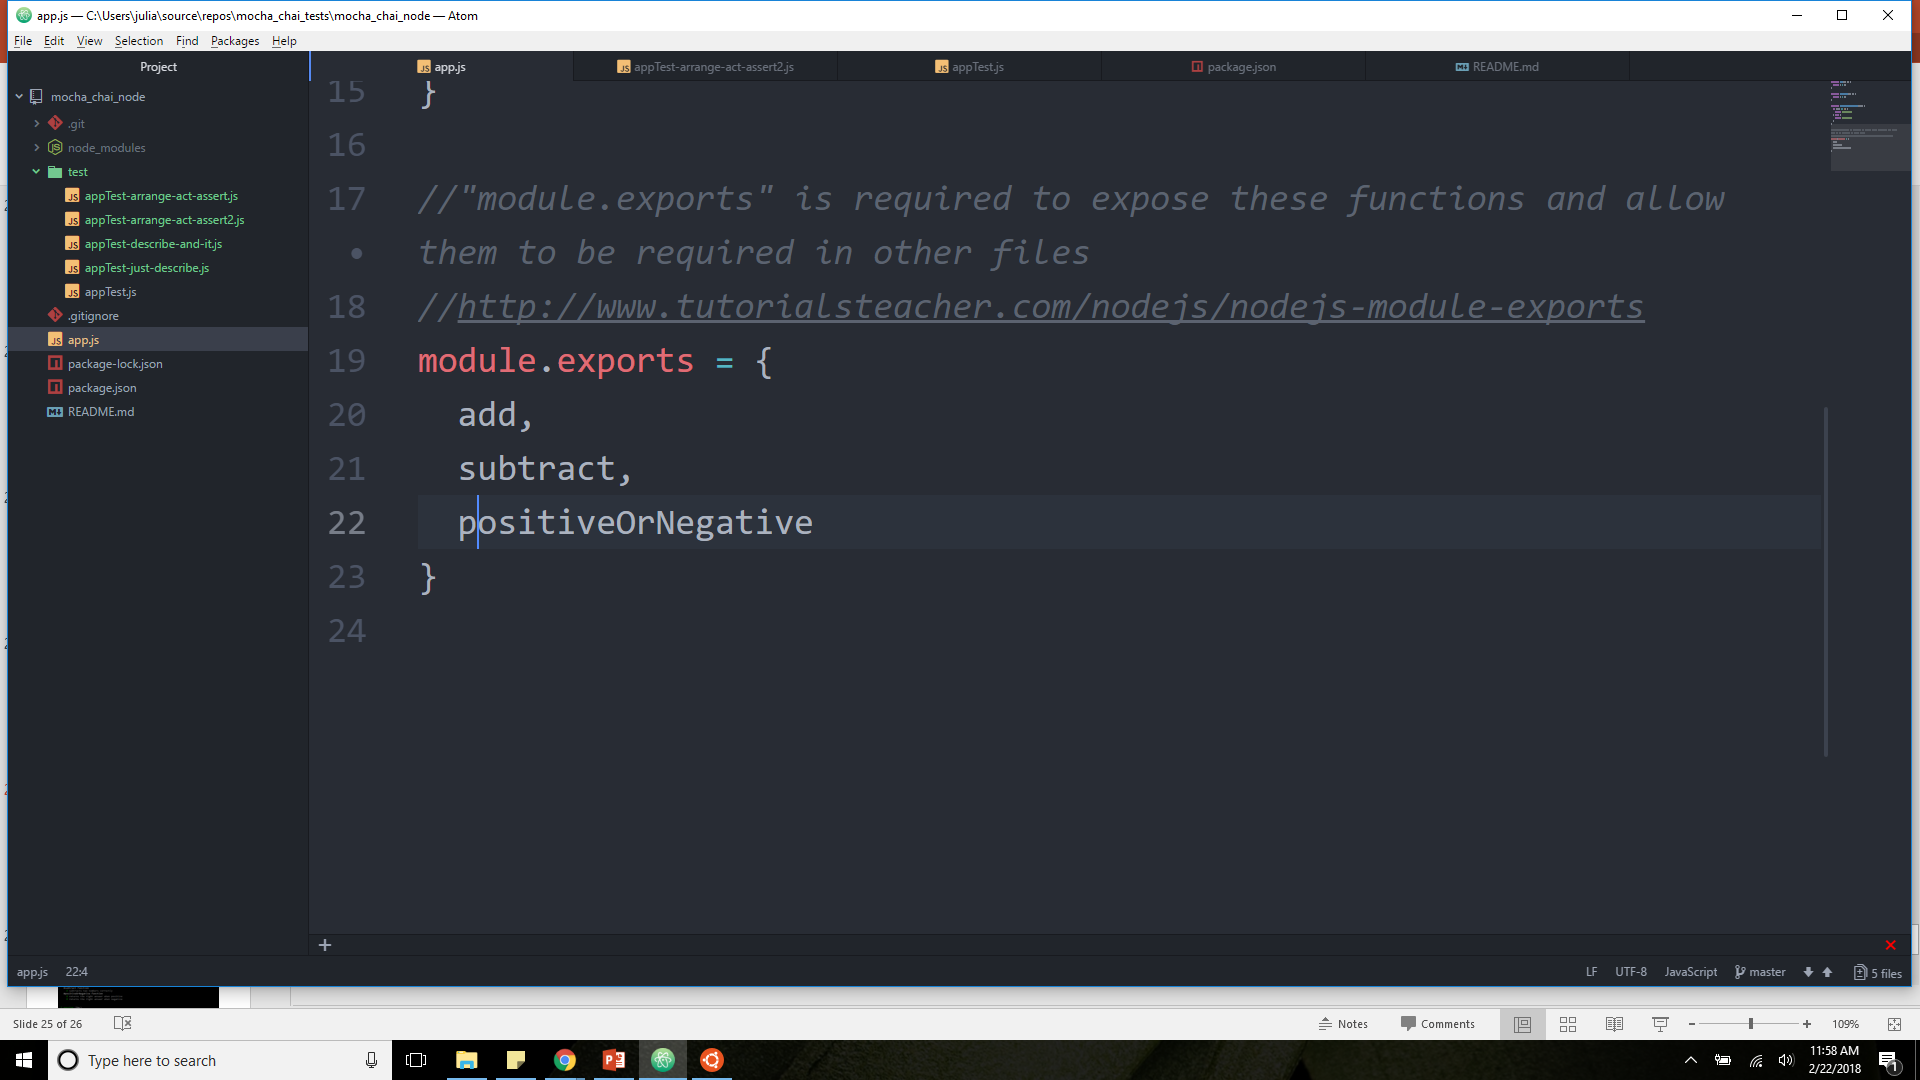 app.js — C:\Users\julia\source\repos\mocha_chai_tests\mocha_chai_node — Atom
File Edit View Selection Find Packages Help
Project
app.js
appTest-arrange-act-assert2.js
appTest.js
package.json
README.md
mocha_chai_node
.git
node_modules
test
appTest-arrange-act-assert.js
appTest-arrange-act-assert2.js
appTest-describe-and-it.js
appTest-just-describe.js
appTest.js
.gitignore
app.js
package-lock.json
package.json
README.md
15 }
16
17 //"module.exports" is required to expose these functions and allow
• them to be required in other files
18 //http://www.tutorialsteacher.com/nodejs/nodejs-module-exports
19 module.exports = {
20 add,
21 subtract,
22 positiveOrNegative
23 }
24
app.js 22:4 LF UTF-8 JavaScript master 5 files
Slide 25 of 26 Notes Comments 109%
Type here to search
11:58 AM
2/22/2018
1